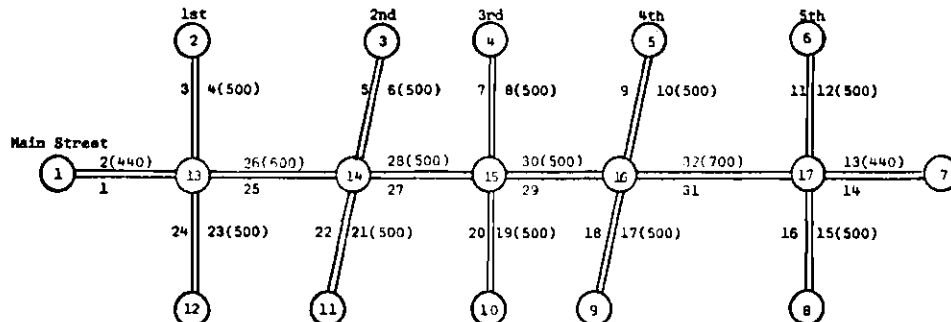 1st 2nd 3rd 4th 5th
2 3 4 5 6
3 4(500) 5 6(500) 7 8(500) 9 10(500) 11 12(500)
Main Street
2(440) 26(600) 28(500) 30(500) 32(700) 13(440)
1 13 14 15 16 17 7
1 25 27 29 31 14
24 23(500) 22 21(500) 20 19(500) 18 17(500) 16 15(500)
12 11 10 9 8